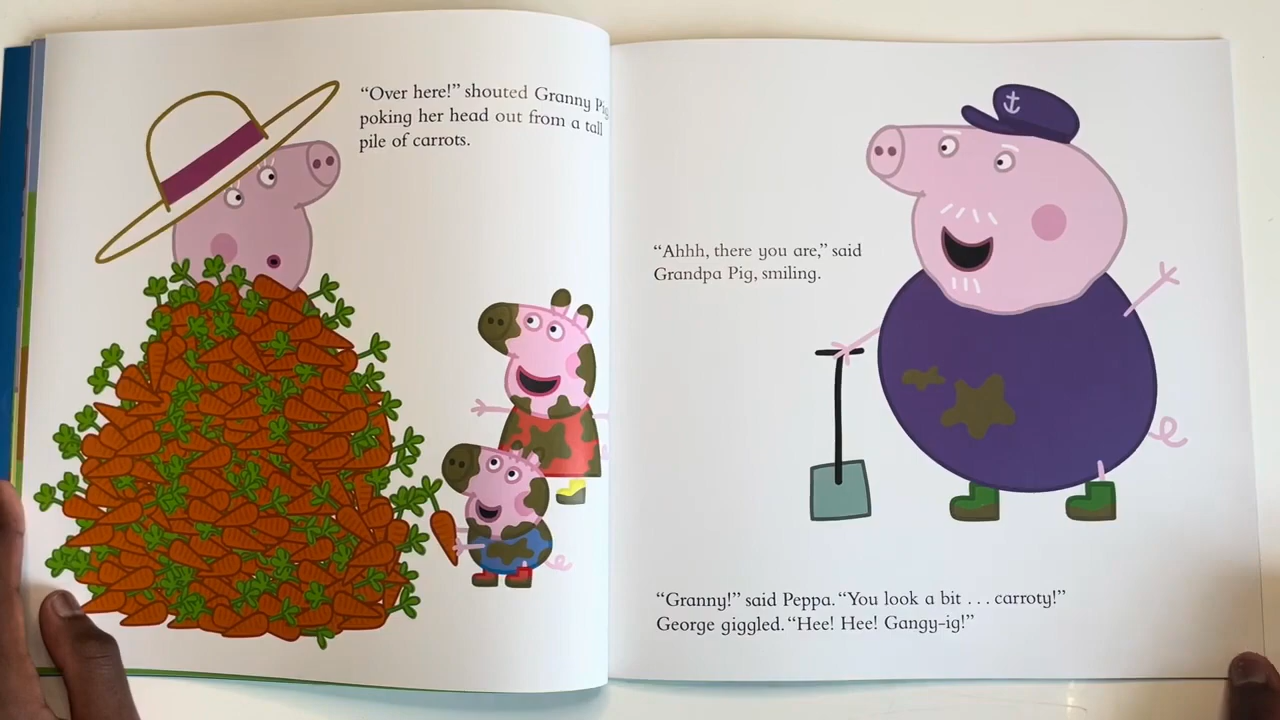 “Over here!” shouted Granny Pig
poking her head out from a tall
pile of carrots.
“Ahhh, there you are,” said
Grandpa Pig, smiling.
“Granny!” said Peppa. “You look a bit . . . carroty!”
George giggled. “Hee! Hee! Gangy-ig!”